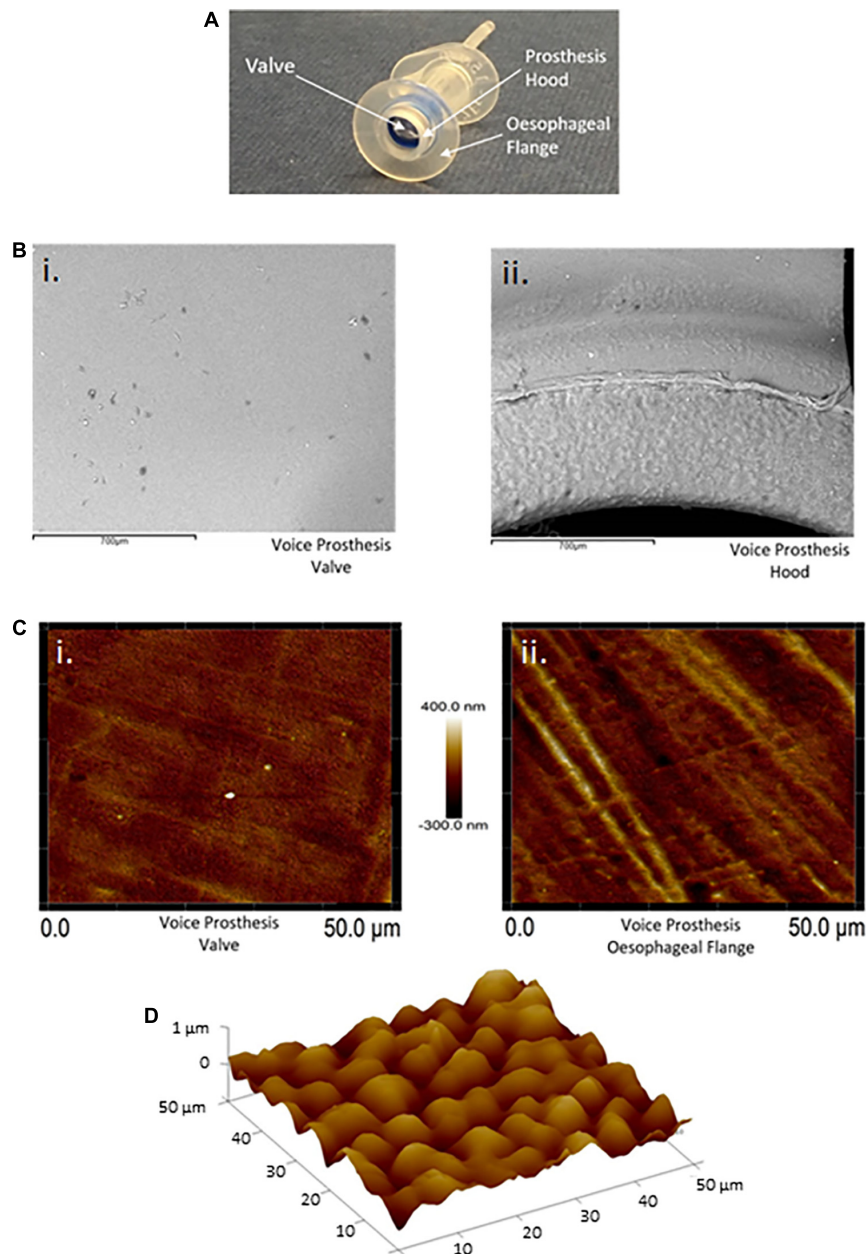 A
Valve
Prosthesis
Hood
Oesophageal
Flange
B
i.
700µm
Voice Prosthesis
Valve
ii.
700µm
Voice Prosthesis
Hood
C
i.
0.0
Voice Prosthesis
Valve
50.0 µm
400.0 nm
-300.0 nm
ii.
0.0
Voice Prosthesis
Oesophageal Flange
50.0 µm
D
1 µm
0
50 µm
40
30
20
10
10
20
30
40
50 µm